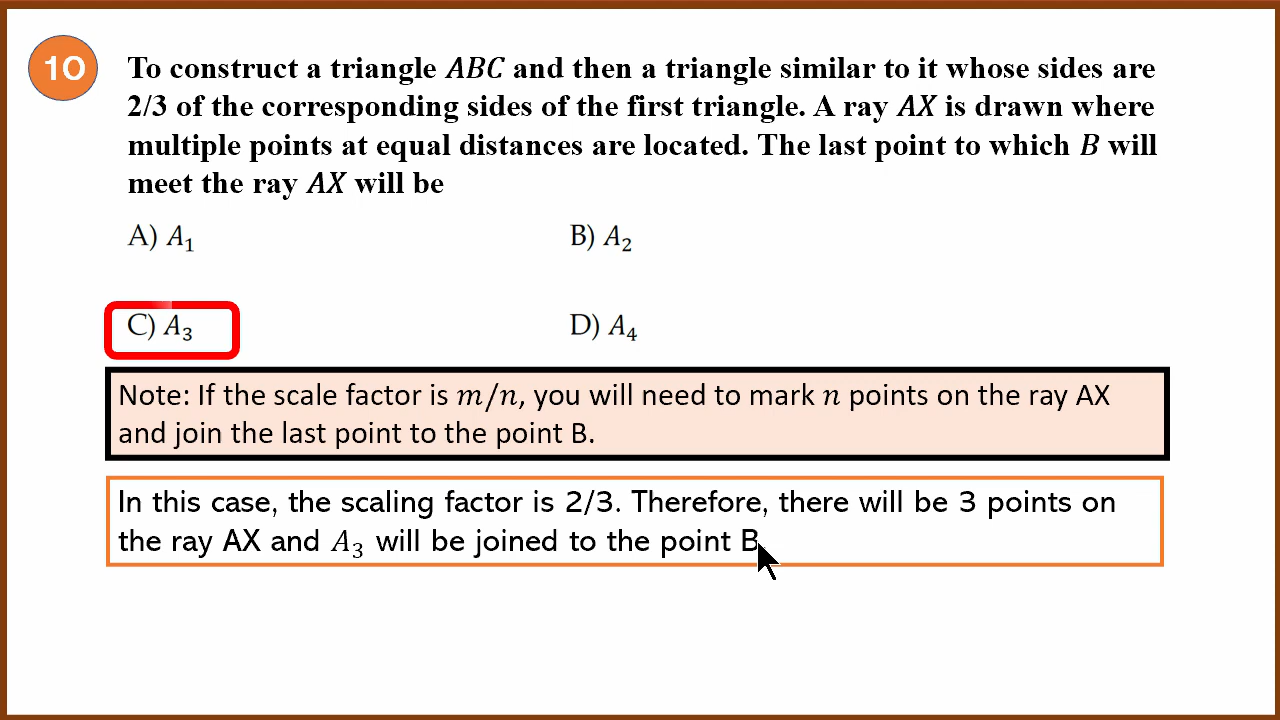 10
To construct a triangle ABC and then a triangle similar to it whose sides are
2/3 of the corresponding sides of the first triangle. A ray AX is drawn where
multiple points at equal distances are located. The last point to which B will
meet the ray AX will be
A) A₁ B) A₂
C) A₃ D) A₄
Note: If the scale factor is m/n, you will need to mark n points on the ray AX
and join the last point to the point B.
In this case, the scaling factor is 2/3. Therefore, there will be 3 points on
the ray AX and A₃ will be joined to the point B